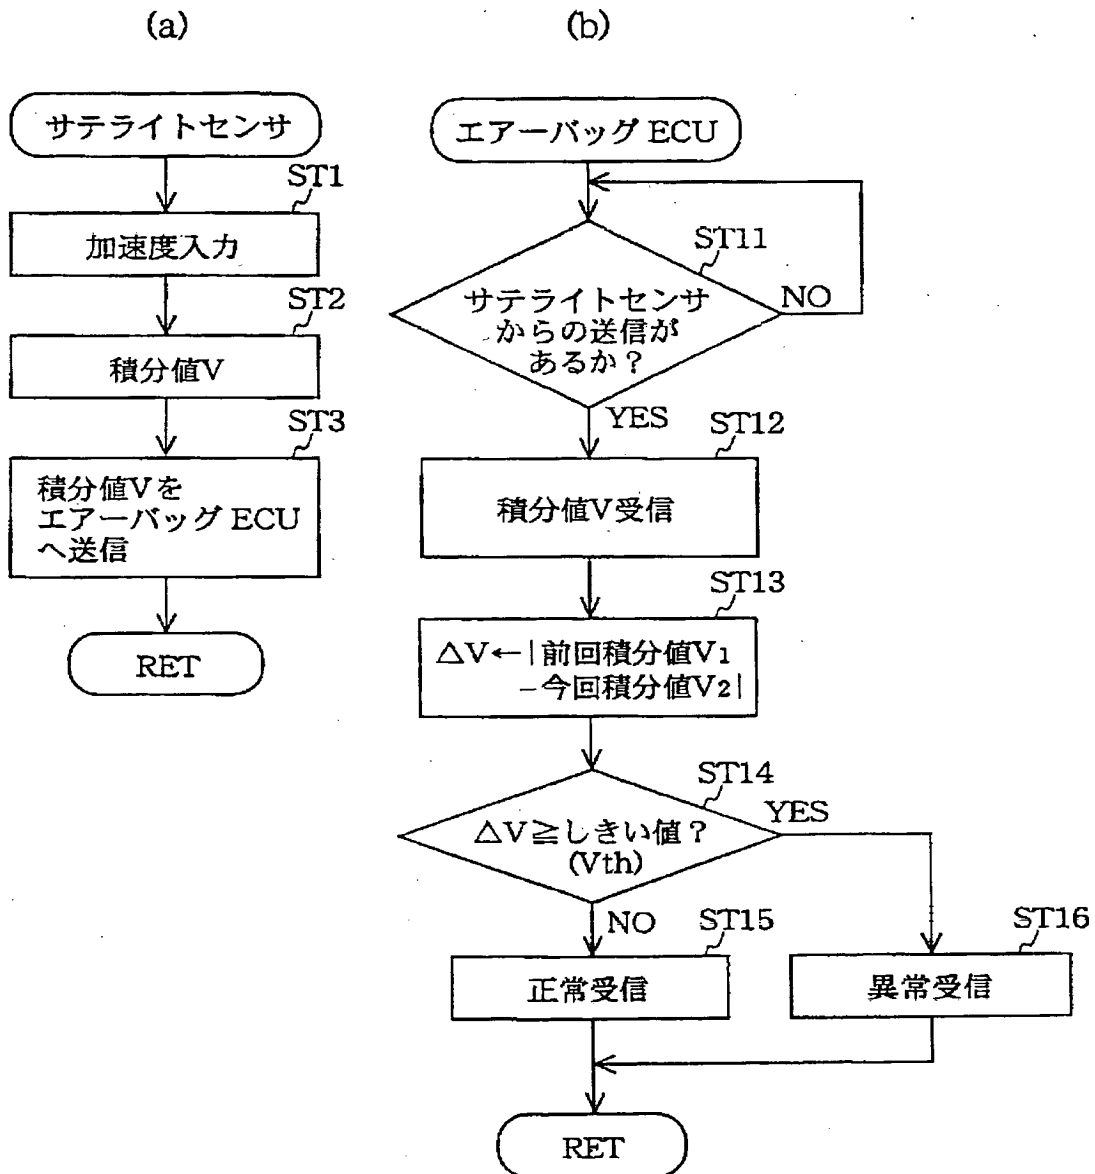 (a)
サテライトセンサ
ST1
加速度入力
ST2
積分値V
ST3
積分値Vを
エアーバッグ ECU
へ送信
RET
(b)
エアーバッグ ECU
ST11
サテライトセンサ
からの送信が
あるか？
NO
YES
ST12
積分値V受信
ST13
△V←|前回積分値V1
－今回積分値V2|
ST14
△V≧しきい値？
(Vth)
YES
NO
ST15
正常受信
ST16
異常受信
RET